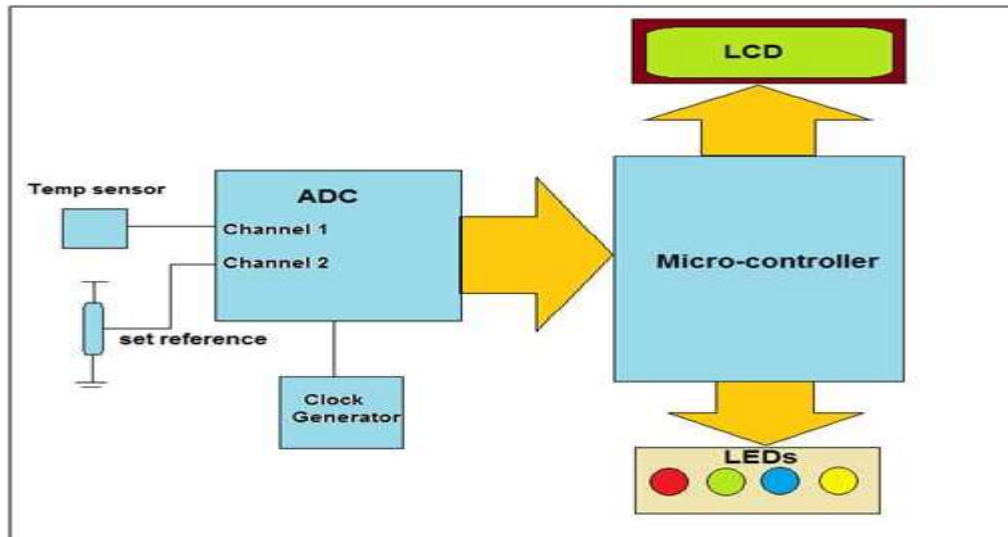 LCD
Temp sensor
ADC
Channel 1
Channel 2
Micro-controller
set reference
Clock
Generator
LEDs